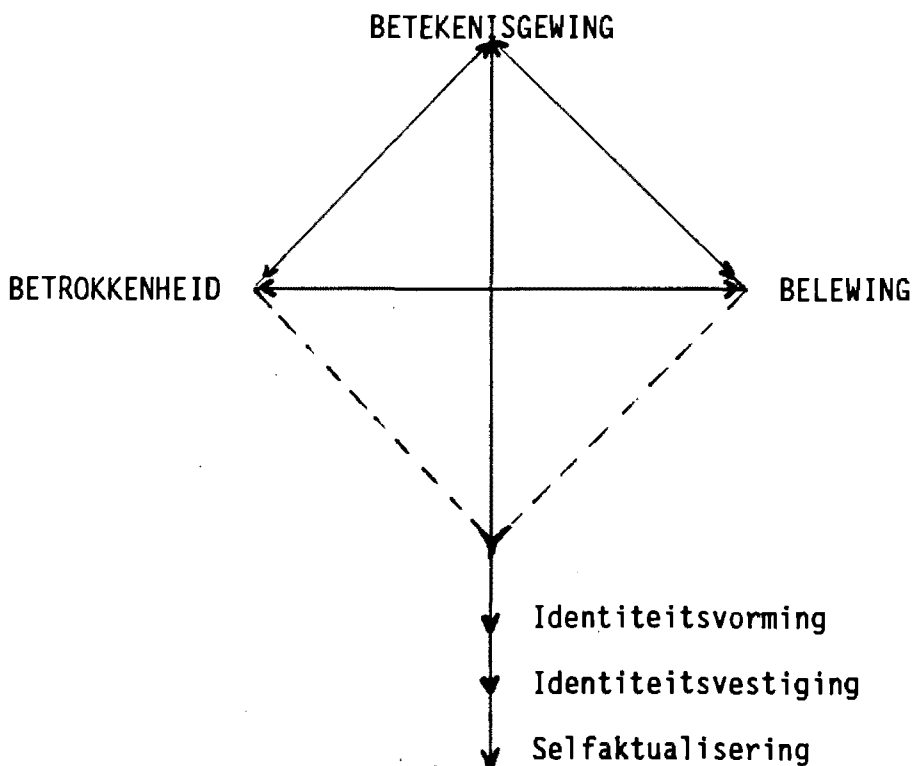 BETEKENISGEWING
BETROKKENHEID
BELEWING
Identiteitsvorming
Identiteitsvestiging
Selfaktualisering